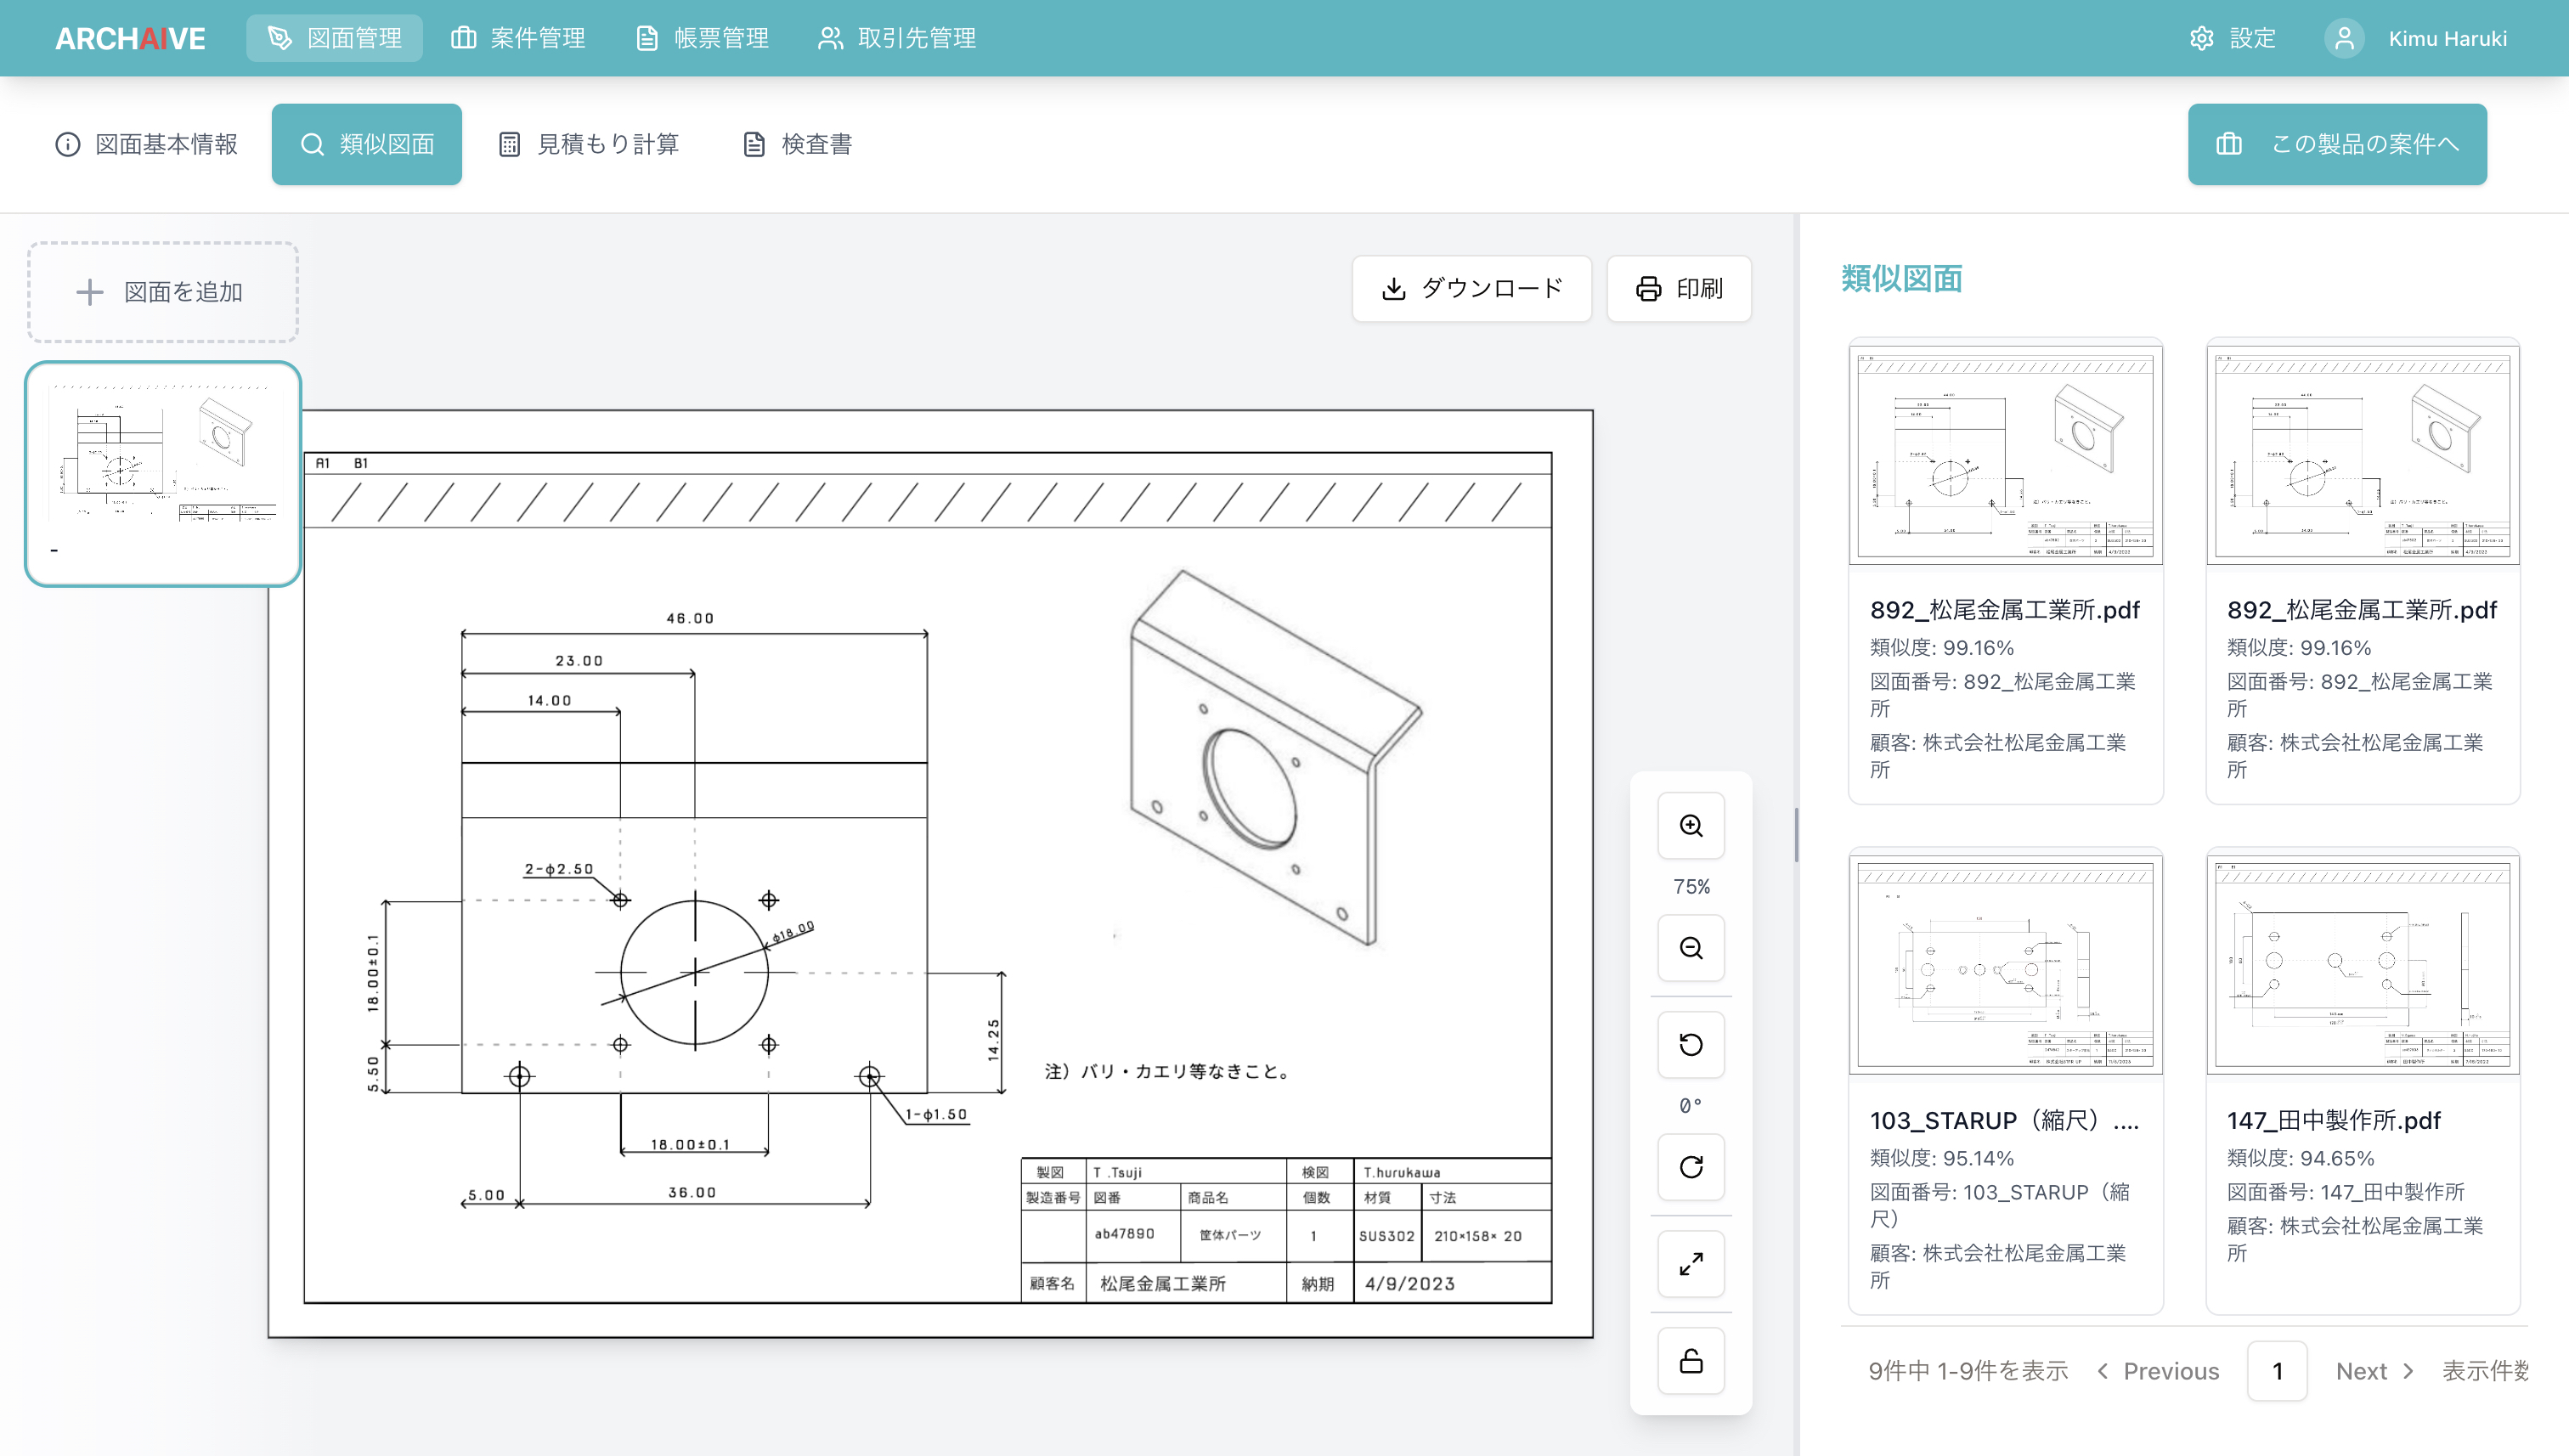 ARCHAIVE 図面管理 案件管理 帳票管理 取引先管理 設定 Kimu Haruki
図面基本情報 類似図面 見積もり計算 検査書 この製品の案件へ
図面を追加
-
ダウンロード 印刷
A1 B1
46.00
23.00
14.00
2-φ2.50
φ18.00
18.00±0.1
5.50
14.25
1-φ1.50
18.00±0.1
5.00 36.00
注）バリ・カエリ等なきこと。
製図 T .Tsuji 検図 T.hurukawa
製造番号 図番 商品名 個数 材質 寸法
ab47890 筐体パーツ 1 SUS302 210×158× 20
顧客名 松尾金属工業所 納期 4/9/2023
75%
0°
類似図面
892_松尾金属工業所.pdf
類似度: 99.16%
図面番号: 892_松尾金属工業
所
顧客: 株式会社松尾金属工業
所
892_松尾金属工業所.pdf
類似度: 99.16%
図面番号: 892_松尾金属工業
所
顧客: 株式会社松尾金属工業
所
103_STARUP（縮尺）....
類似度: 95.14%
図面番号: 103_STARUP（縮
尺）
顧客: 株式会社松尾金属工業
所
147_田中製作所.pdf
類似度: 94.65%
図面番号: 147_田中製作所
顧客: 株式会社松尾金属工業
所
9件中 1-9件を表示 Previous 1 Next 表示件数